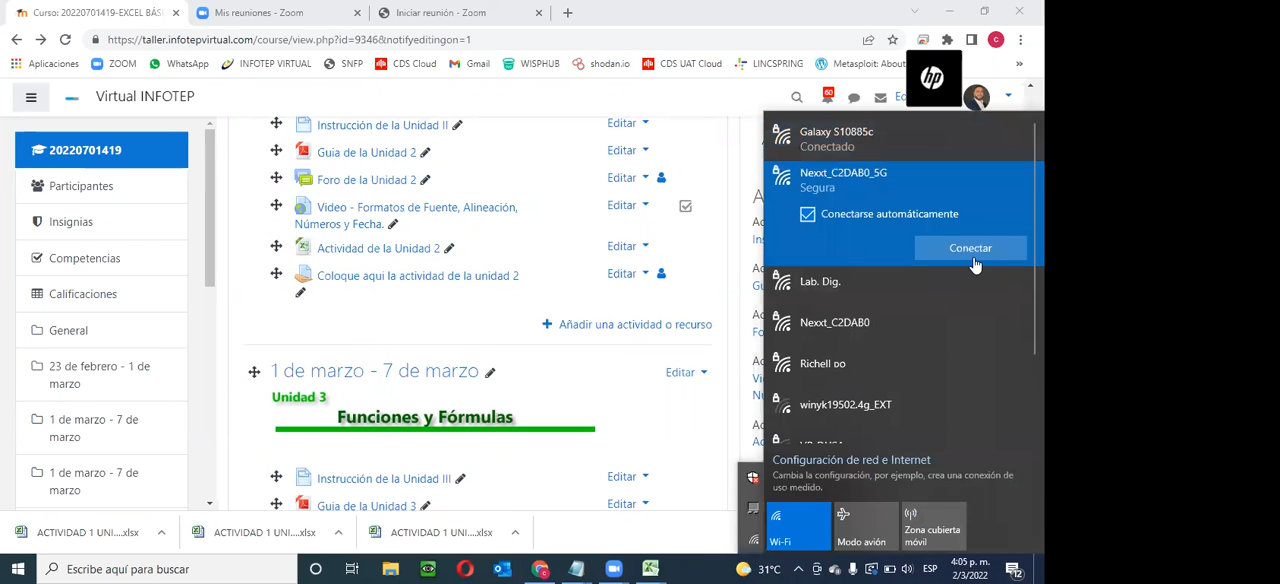 Curso: 20220701419-EXCEL BÁS
Mis reuniones - Zoom
Iniciar reunión - Zoom
https://taller.infotepvirtual.com/course/view.php?id=9346&notifyeditingon=1
C
Aplicaciones
ZOOM
WhatsApp
INFOTEP VIRTUAL
SNFP
CDS Cloud
Gmail
WISPHUB
shodan.io
CDS UAT Cloud
LINCSPRING
Metasploit: About
»
Virtual INFOTEP
60
Ec
hp
20220701419
Participantes
Insignias
Competencias
Calificaciones
General
23 de febrero - 1 de
marzo
1 de marzo - 7 de
marzo
1 de marzo - 7 de
marzo
Instrucción de la Unidad II
Editar
Guia de la Unidad 2
Editar
Foro de la Unidad 2
Editar
Video - Formatos de Fuente, Alineación,
Números y Fecha.
Editar
Actividad de la Unidad 2
Editar
Coloque aqui la actividad de la unidad 2
Editar
Añadir una actividad o recurso
1 de marzo - 7 de marzo
Editar
Unidad 3
Funciones y Fórmulas
Instrucción de la Unidad III
Editar
Guia de la Unidad 3
Editar
Galaxy S10885c
Conectado
Nexxt_C2DAB0_5G
Segura
Conectarse automáticamente
Conectar
Lab. Dig.
Nexxt_C2DAB0
Richell po
winyk19502.4g_EXT
Configuración de red e Internet
Cambia la configuración, por ejemplo, crea una conexión de
uso medido.
Wi-Fi
Modo avión
Zona cubierta
móvil
ACTIVIDAD 1 UNI....xlsx
ACTIVIDAD 1 UNI....xlsx
ACTIVIDAD 1 UNI....xlsx
Escribe aquí para buscar
31°C
ESP
4:05 p. m.
2/3/2022
12